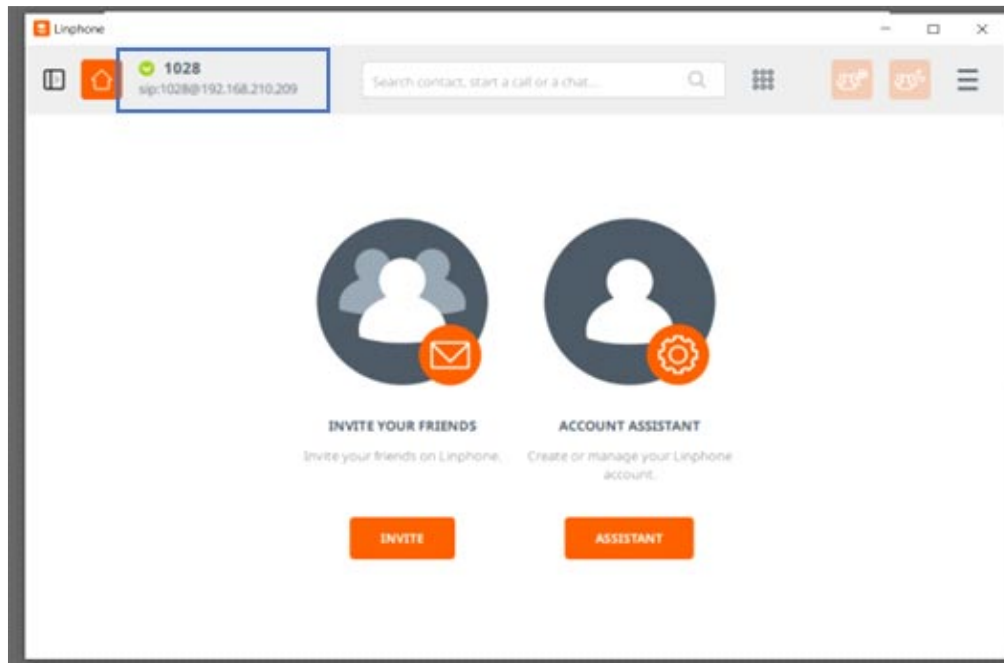 Linphone
1028
sip:1028@192.168.210.209
Search contact, start a call or a chat...
INVITE YOUR FRIENDS
Invite your friends on Linphone.
INVITE
ACCOUNT ASSISTANT
Create or manage your Linphone
account.
ASSISTANT